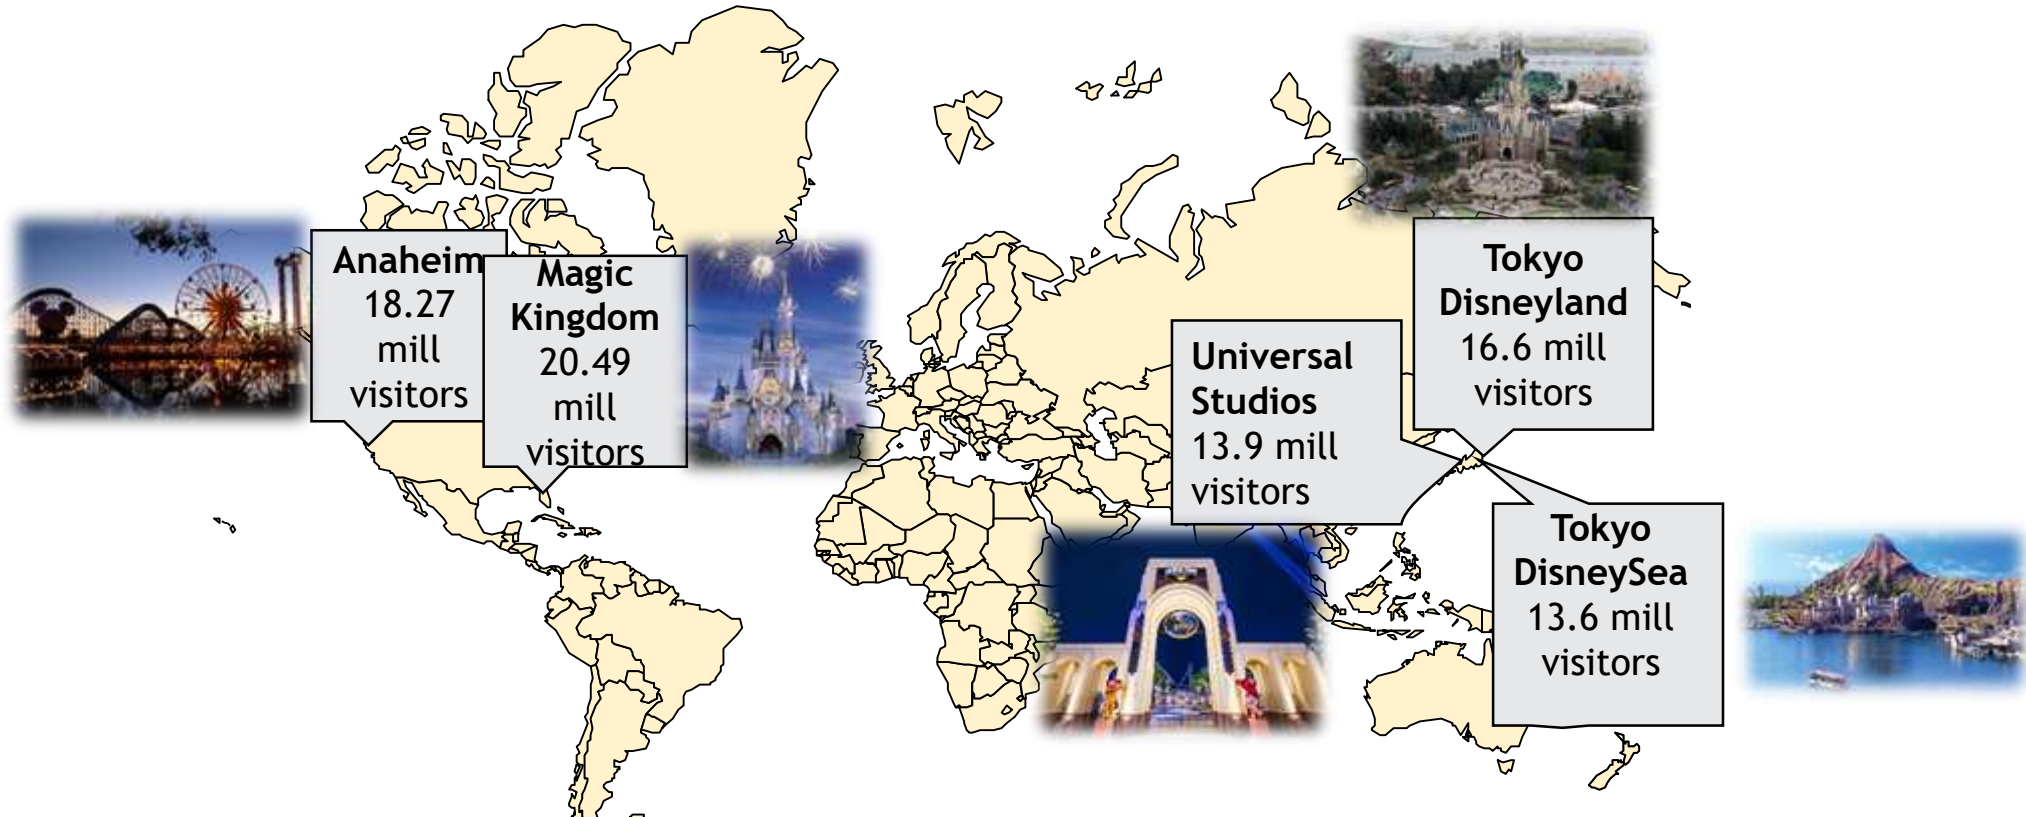 Anaheim
18.27
mill
visitors
Magic
Kingdom
20.49
mill
visitors
Universal
Studios
13.9 mill
visitors
Tokyo
Disneyland
16.6 mill
visitors
Tokyo
DisneySea
13.6 mill
visitors